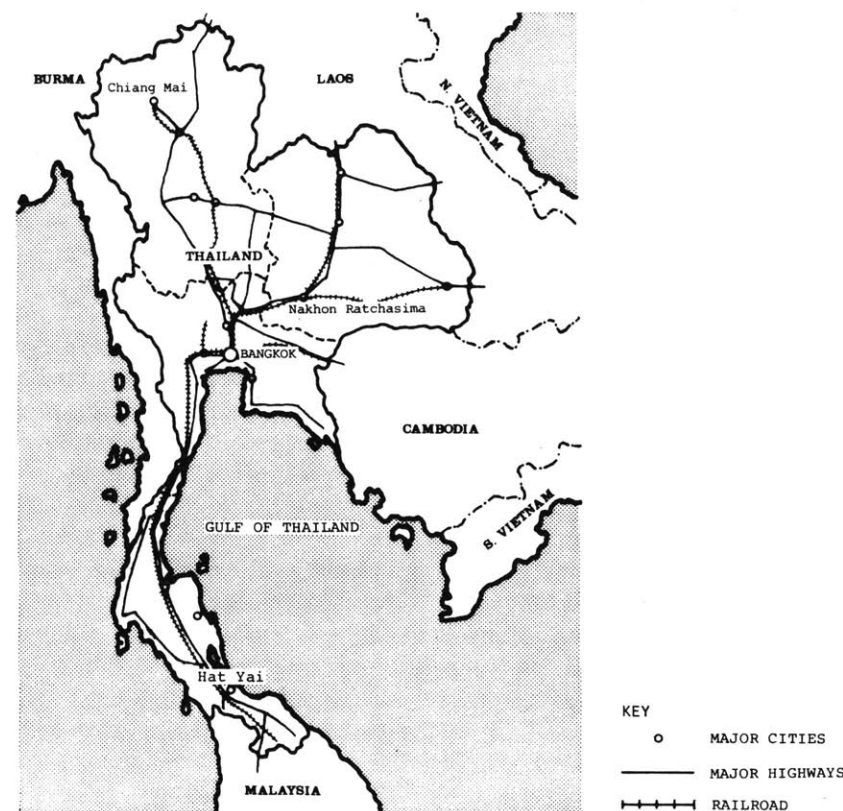 BURMA
LAOS
Chiang Mai
N. VIETNAM
THAILAND
Nakhon Ratchasima
BANGKOK
CAMBODIA
GULF OF THAILAND
S. VIETNAM
Hat Yai
MALAYSIA
KEY
MAJOR CITIES
MAJOR HIGHWAYS
RAILROAD